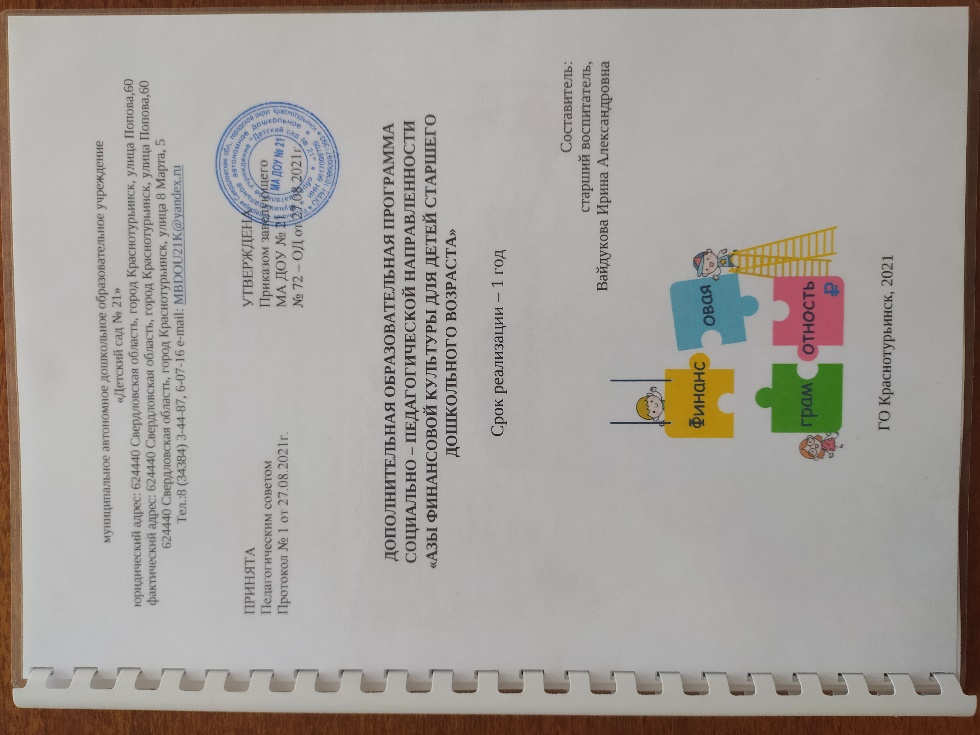 муниципальное автономное дошкольное образовательное учреждение
«Детский сад № 21»
юридический адрес: 624440 Свердловская область, город Краснотурьинск, улица Попова,60
фактический адрес: 624440 Свердловская область, город Краснотурьинск, улица Попова,60
624440 Свердловская область, город Краснотурьинск, улица 8 Марта, 5
Тел.:8 (34384) 3-44-87, 6-07-16 e-mail: MBDOU21K@yandex.ru
ПРИНЯТА
Педагогическим советом
Протокол № 1 от 27.08.2021г.
УТВЕРЖДЕНА
Приказом заведующего
МА ДОУ № 21
№ 72 – ОД от 27.08.2021г
МА ДОУ № 21
ДОПОЛНИТЕЛЬНАЯ ОБРАЗОВАТЕЛЬНАЯ ПРОГРАММА
СОЦИАЛЬНО – ПЕДАГОГИЧЕСКОЙ НАПРАВЛЕННОСТИ
«АЗЫ ФИНАНСОВОЙ КУЛЬТУРЫ ДЛЯ ДЕТЕЙ СТАРШЕГО
ДОШКОЛЬНОГО ВОЗРАСТА»
Срок реализации – 1 год
Составитель:
старший воспитатель,
Вайдукова Ирина Александровна
Финанс овая
грам отность
₽
ГО Краснотурьинск, 2021